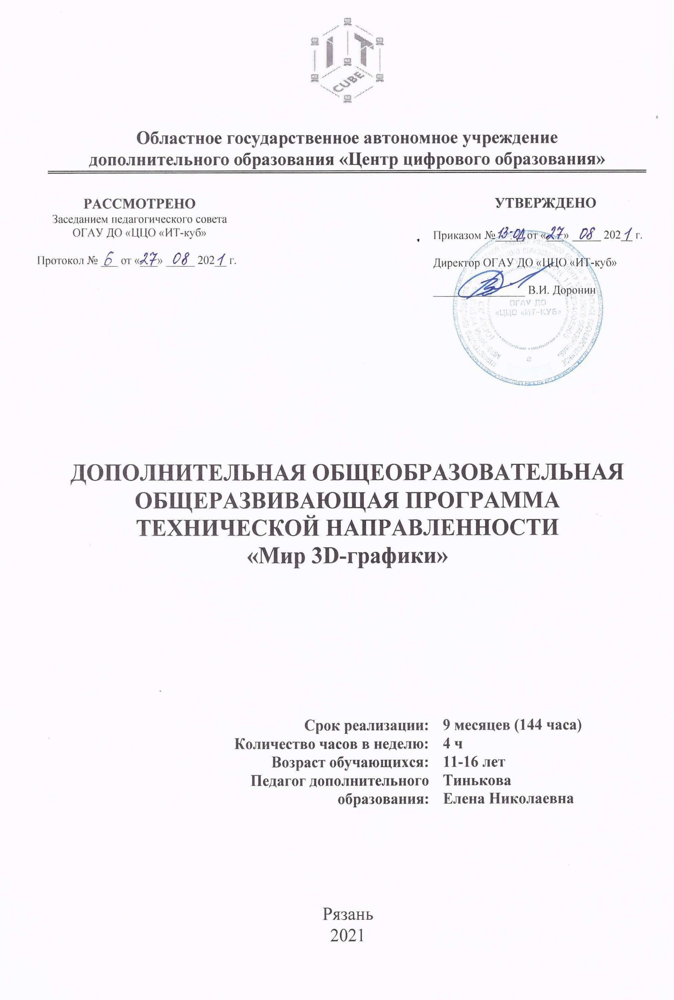 IT
CUBE
Областное государственное автономное учреждение
дополнительного образования «Центр цифрового образования»
РАССМОТРЕНО
Заседанием педагогического совета
ОГАУ ДО «ЦЦО «ИТ-куб»
Протокол № 6 от «27» 08 2021 г.
УТВЕРЖДЕНО
Приказом № 13-ОД от «27» 08 2021 г.
Директор ОГАУ ДО «ЦЦО «ИТ-куб»
В.И. Доронин
ОГАУ ДО
«ЦЦО «ИТ-КУБ»
ДОПОЛНИТЕЛЬНАЯ ОБЩЕОБРАЗОВАТЕЛЬНАЯ
ОБЩЕРАЗВИВАЮЩАЯ ПРОГРАММА
ТЕХНИЧЕСКОЙ НАПРАВЛЕННОСТИ
«Мир 3D-графики»
Срок реализации: 9 месяцев (144 часа)
Количество часов в неделю: 4 ч
Возраст обучающихся: 11-16 лет
Педагог дополнительного Тинькова
образования: Елена Николаевна
Рязань
2021